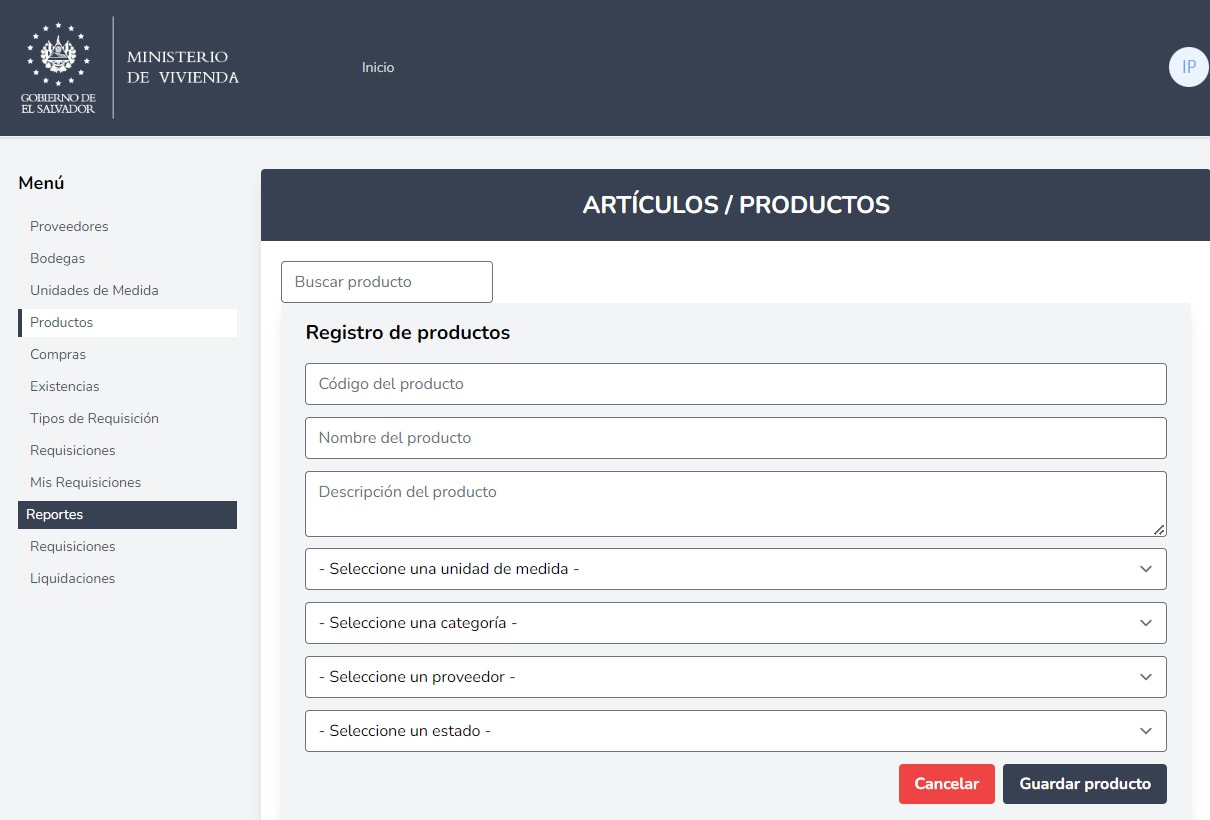 GOBIERNO DE
EL SALVADOR
MINISTERIO
DE VIVIENDA
Inicio
IP
Menú
Proveedores
Bodegas
Unidades de Medida
Productos
Compras
Existencias
Tipos de Requisición
Requisiciones
Mis Requisiciones
Reportes
Requisiciones
Liquidaciones
ARTÍCULOS / PRODUCTOS
Buscar producto
Registro de productos
Código del producto
Nombre del producto
Descripción del producto
- Seleccione una unidad de medida -
- Seleccione una categoría -
- Seleccione un proveedor -
- Seleccione un estado -
Cancelar
Guardar producto